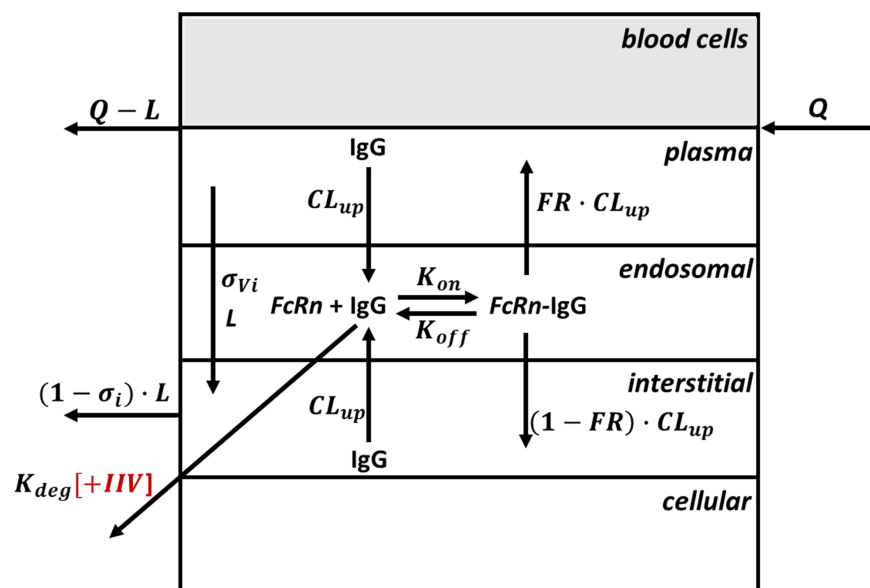 blood cells
Q − L
Q
IgG
plasma
CL_up
FR · CL_up
endosomal
σ_Vi
L
FcRn + IgG
K_on
K_off
FcRn-IgG
interstitial
(1 − σ_i) · L
CL_up
(1 − FR) · CL_up
IgG
K_deg[+IIV]
cellular